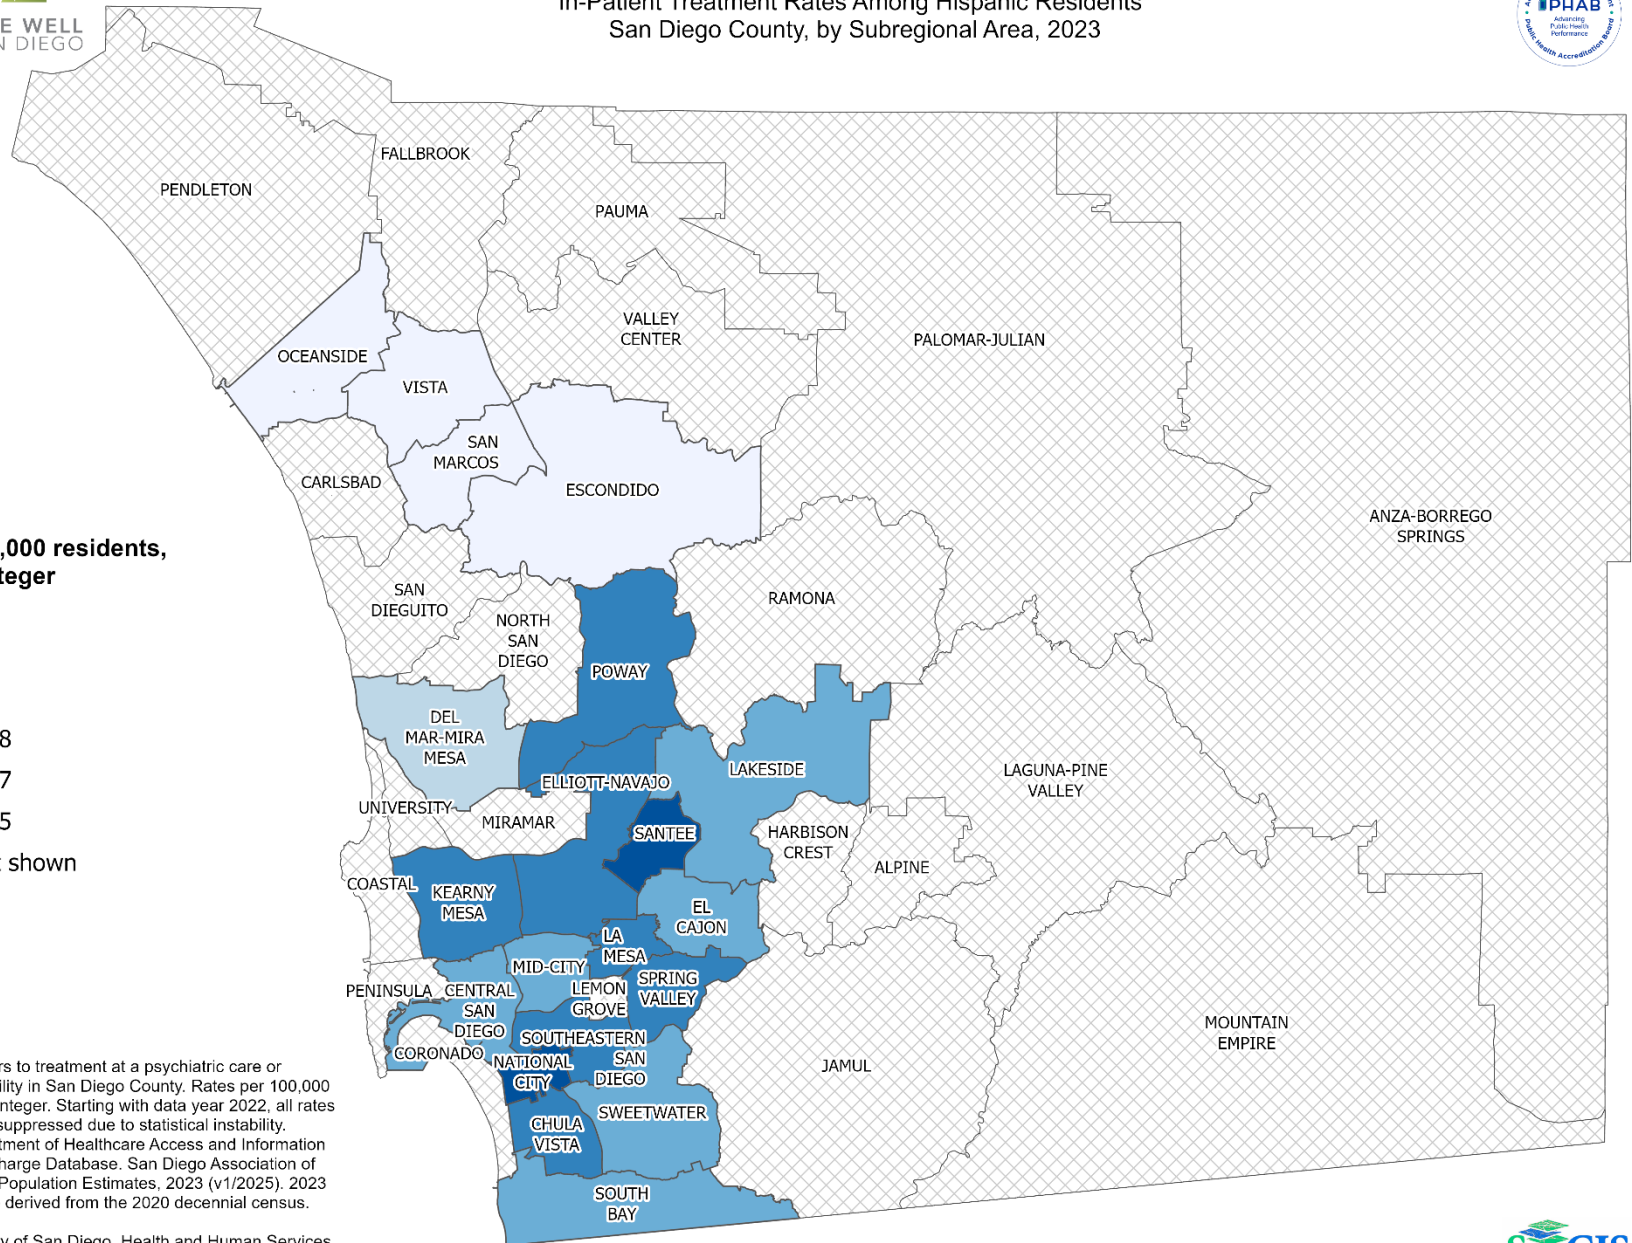 E WELL
N DIEGO
In-Patient Treatment Rates Among Hispanic Residents
San Diego County, by Subregional Area, 2023
PHAB
Advancing
Public Health
Performance
Public Health Accreditation Board
FALLBROOK
PENDLETON
PAUMA
VALLEY
CENTER
PALOMAR-JULIAN
OCEANSIDE
VISTA
SAN
MARCOS
CARLSBAD
ESCONDIDO
ANZA-BORREGO
SPRINGS
,000 residents,
teger
SAN
DIEGUITO
NORTH
SAN
DIEGO
RAMONA
POWAY
DEL
MAR-MIRA
MESA
8
7
5
t shown
ELLIOTT-NAVAJO
LAKESIDE
LAGUNA-PINE
VALLEY
UNIVERSITY
MIRAMAR
SANTEE
HARBISON
CREST
ALPINE
COASTAL
KEARNY
MESA
EL
CAJON
LA
MESA
MID-CITY
SPRING
VALLEY
LEMON
GROVE
PENINSULA
CENTRAL
SAN
DIEGO
SOUTHEASTERN
SAN
DIEGO
CORONADO
NATIONAL
CITY
MOUNTAIN
EMPIRE
JAMUL
SWEETWATER
CHULA
VISTA
SOUTH
BAY
rs to treatment at a psychiatric care or
ility in San Diego County. Rates per 100,000
nteger. Starting with data year 2022, all rates
suppressed due to statistical instability.
tment of Healthcare Access and Information
harge Database. San Diego Association of
Population Estimates, 2023 (v1/2025). 2023
derived from the 2020 decennial census.
y of San Diego, Health and Human Services